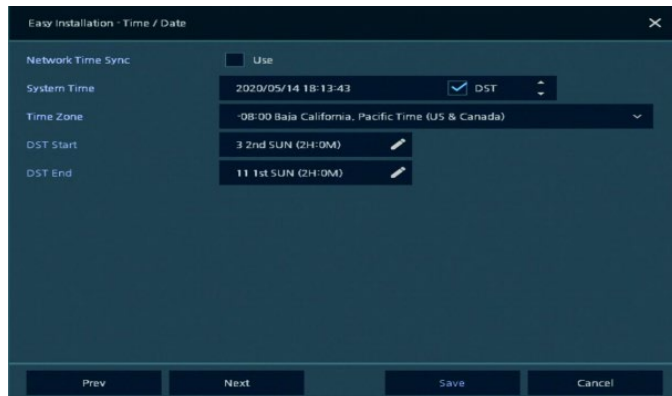 Easy Installation - Time / Date
Network Time Sync Use
System Time 2020/05/14 18:13:43 DST
Time Zone -08:00 Baja California, Pacific Time (US & Canada)
DST Start 3 2nd SUN (2H:0M)
DST End 11 1st SUN (2H:0M)
Prev Next Save Cancel